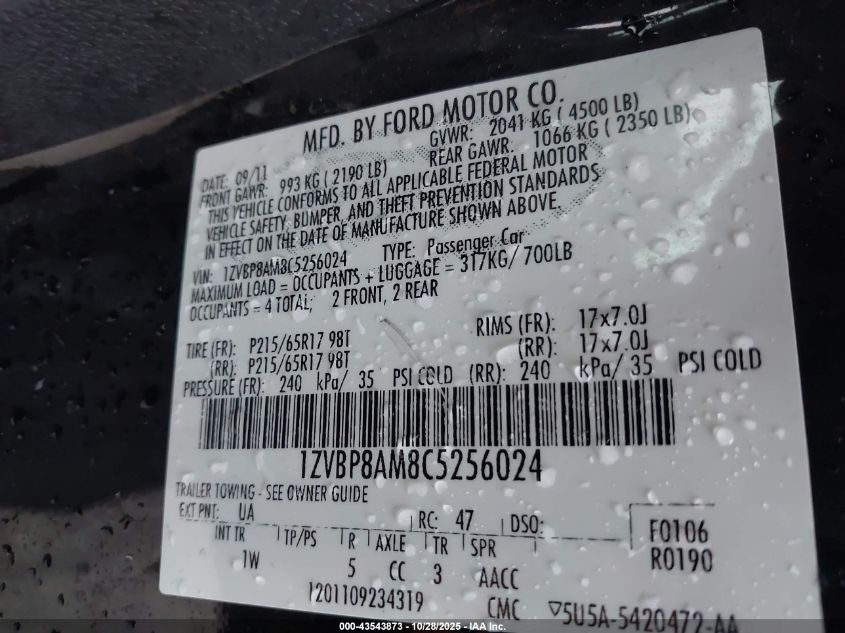 MFD. BY FORD MOTOR CO.
DATE: 09/11 GVWR: 2041 KG ( 4500 LB)
FRONT GAWR: 993 KG ( 2190 LB) REAR GAWR: 1066 KG ( 2350 LB)
THIS VEHICLE CONFORMS TO ALL APPLICABLE FEDERAL MOTOR
VEHICLE SAFETY, BUMPER, AND THEFT PREVENTION STANDARDS
IN EFFECT ON THE DATE OF MANUFACTURE SHOWN ABOVE.
VIN: 1ZVBP8AM8C5256024 TYPE: Passenger Car
MAXIMUM LOAD = OCCUPANTS + LUGGAGE = 317KG/ 700LB
OCCUPANTS = 4 TOTAL; 2 FRONT, 2 REAR
TIRE (FR): P215/65R17 98T RIMS (FR): 17x7.0J
(RR): P215/65R17 98T (RR): 17x7.0J
PRESSURE (FR): 240 kPa/ 35 PSI COLD (RR): 240 kPa/ 35 PSI COLD
1ZVBP8AM8C5256024
TRAILER TOWING - SEE OWNER GUIDE
EXT PNT: UA RC: 47 DSO: F0106
INT TR TP/PS R AXLE TR SPR R0190
1W 5 CC 3 AACC
1201109234319 CMC ▽5U5A-5420472-AA
000-43543873 - 10/28/2025 - IAA Inc.